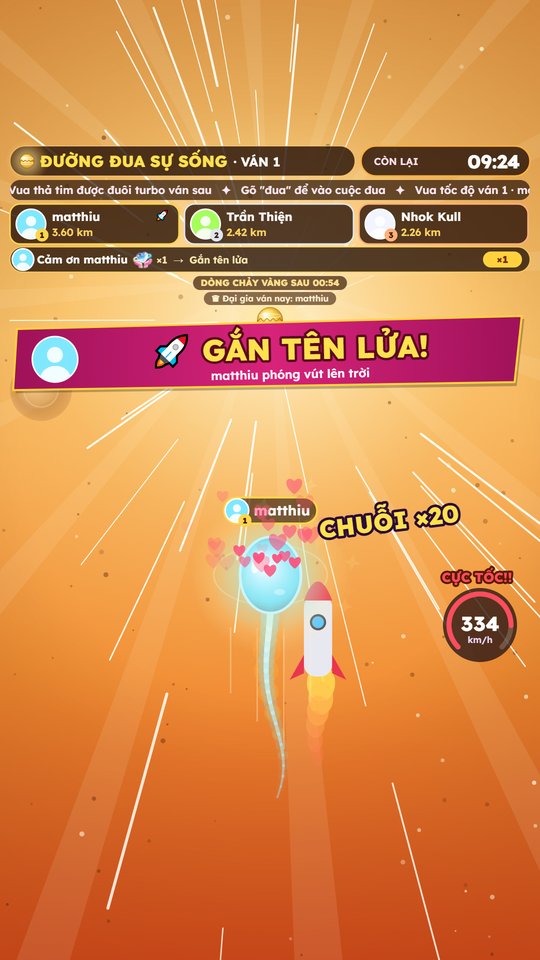 ĐƯỜNG ĐUA SỰ SỐNG · VÁN 1
CÒN LẠI 09:24
Vua thả tim được đuôi turbo ván sau ✦ Gõ "đua" để vào cuộc đua ✦ Vua tốc độ ván 1 ·
matthiu
1 3.60 km
Trần Thiện
2 2.42 km
Nhok Kull
3 2.26 km
Cảm ơn matthiu ×1 → Gắn tên lửa ×1
DÒNG CHẢY VÀNG SAU 00:54
Đại gia ván này: matthiu
GẮN TÊN LỬA!
matthiu phóng vút lên trời
1 matthiu
CHUỖI ×20
CỰC TỐC!!
334
km/h